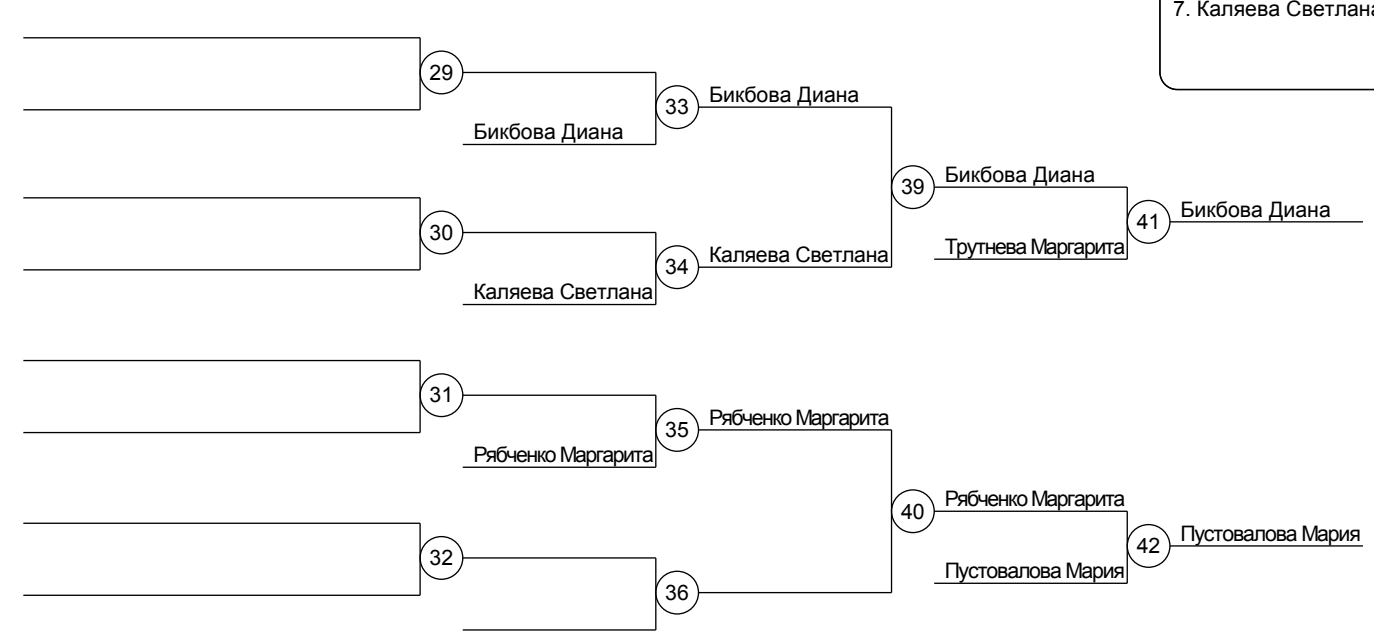 7. Каляева Светлана
29
33
Бикбова Диана
Бикбова Диана
39
Бикбова Диана
41
Бикбова Диана
30
34
Каляева Светлана
Трутнева Маргарита
Каляева Светлана
31
35
Рябченко Маргарита
Рябченко Маргарита
40
Рябченко Маргарита
42
Пустовалова Мария
32
36
Пустовалова Мария